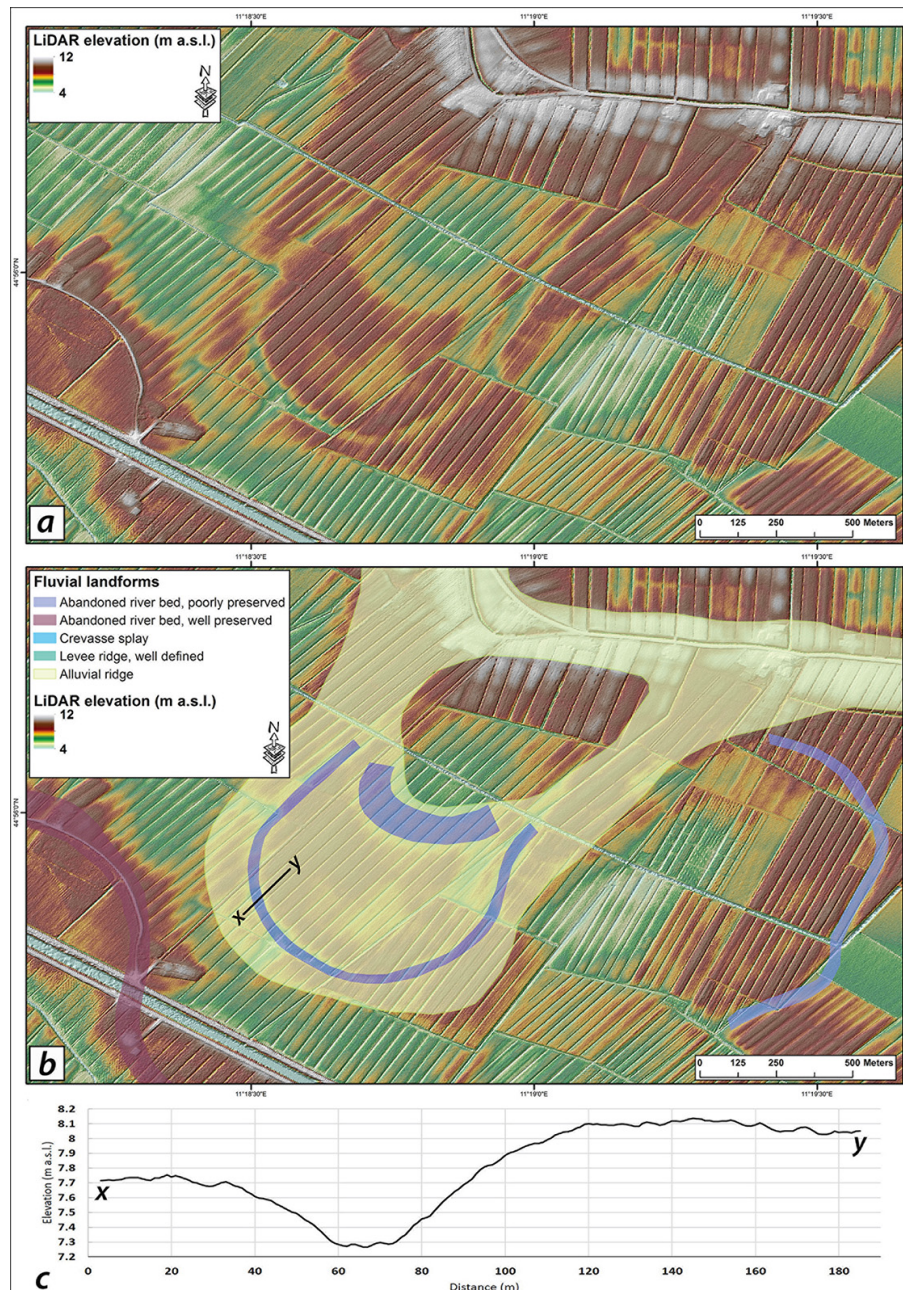 11°18'30"E
11°19'0"E
11°19'30"E
LiDAR elevation (m a.s.l.)
12
4
N
44°56'0"N
a
0 125 250 500 Meters
11°18'30"E
11°19'0"E
11°19'30"E
Fluvial landforms
Abandoned river bed, poorly preserved
Abandoned river bed, well preserved
Crevasse splay
Levee ridge, well defined
Alluvial ridge
LiDAR elevation (m a.s.l.)
12
4
N
44°56'0"N
x
y
b
0 125 250 500 Meters
11°18'30"E
11°19'0"E
11°19'30"E
Elevation (m a.s.l.)
8.2
8.1
8
7.9
7.8
7.7
7.6
7.5
7.4
7.3
7.2
x
y
0 20 40 60 80 100 120 140 160 180
Distance (m)
c